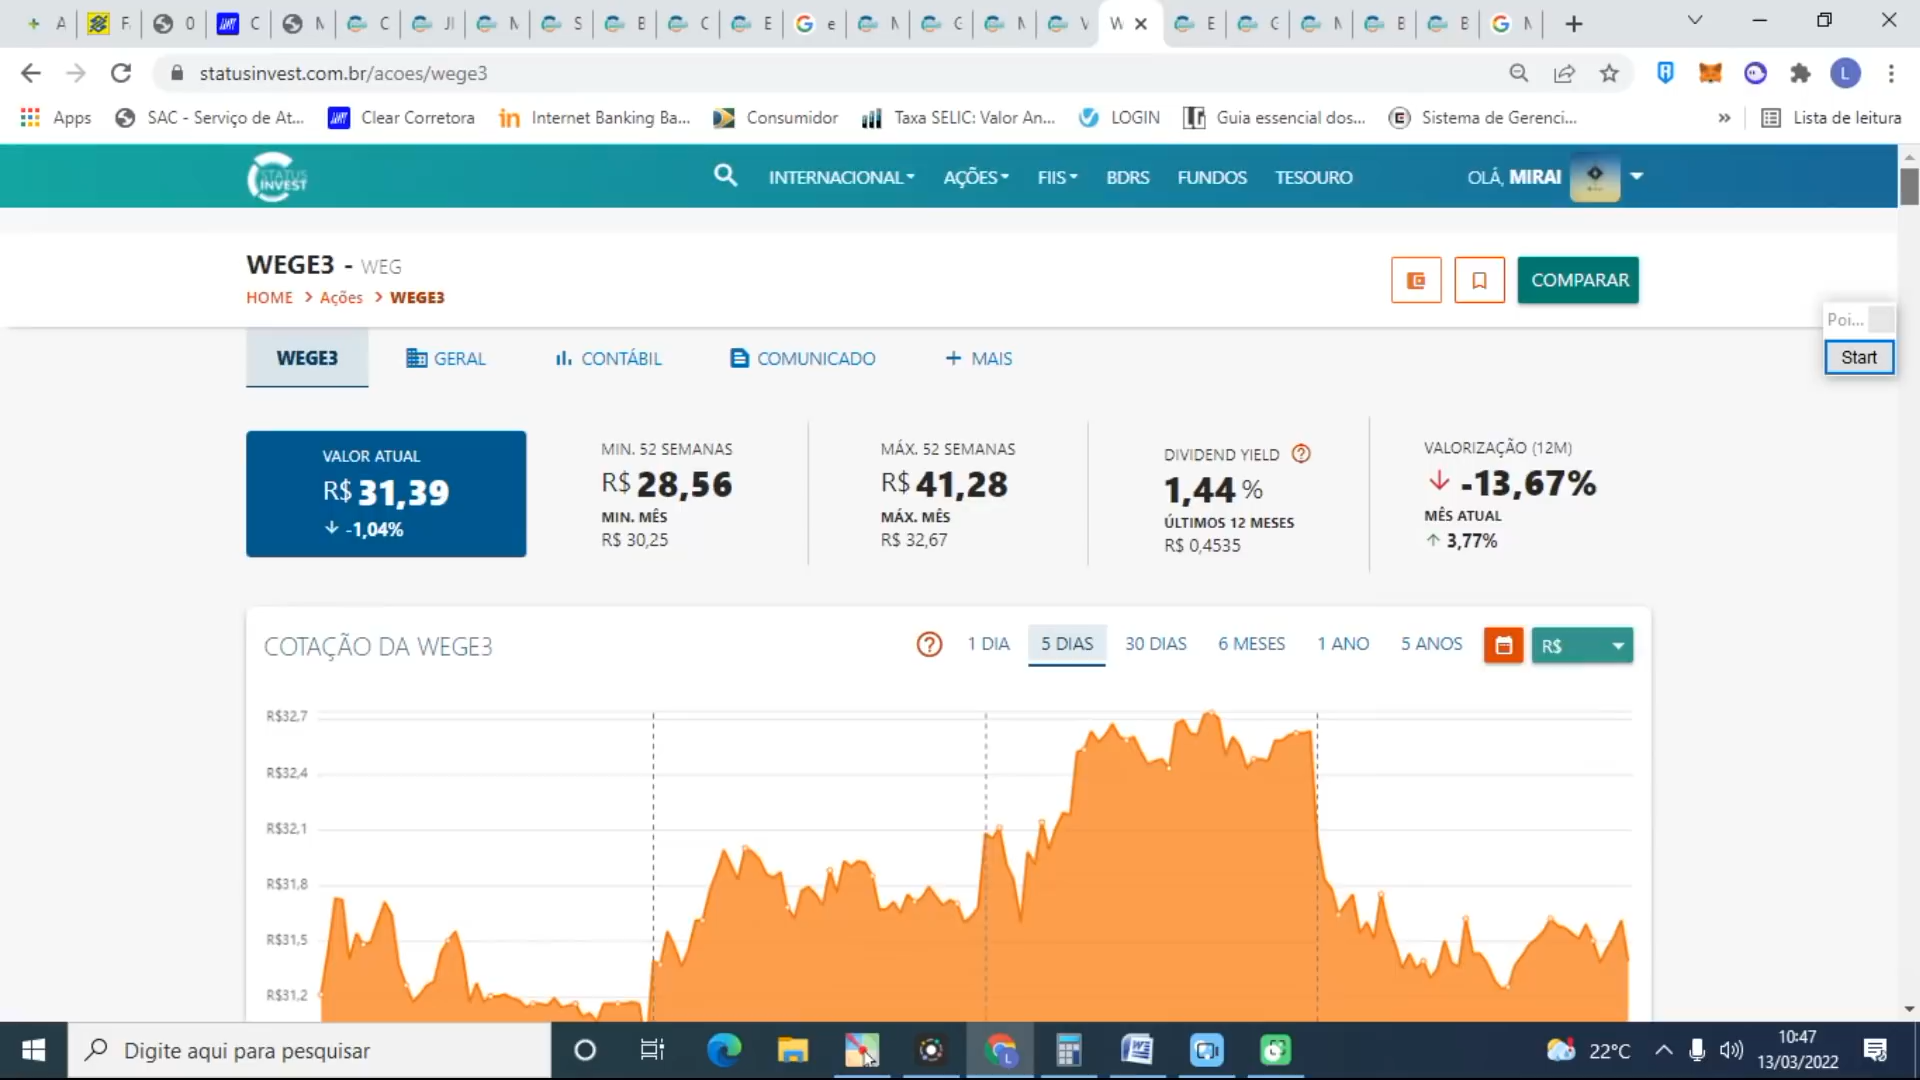 A
F
0
C
N
C
JI
N
S
B
C
E
e
N
C
N
V
W
E
C
N
B
B
N
statusinvest.com.br/acoes/wege3
L
Apps
SAC - Serviço de At...
Clear Corretora
in
Internet Banking Ba...
Consumidor
Taxa SELIC: Valor An...
LOGIN
Guia essencial dos...
Sistema de Gerenci...
»
Lista de leitura
STATUS
INVEST
INTERNACIONAL
AÇÕES
FIIS
BDRS
FUNDOS
TESOURO
OLÁ, MIRAI
WEGE3 - WEG
HOME > Ações > WEGE3
COMPARAR
Poi...
Start
WEGE3
GERAL
CONTÁBIL
COMUNICADO
+ MAIS
VALOR ATUAL
R$ 31,39
-1,04%
MIN. 52 SEMANAS
R$ 28,56
MIN. MÊS
R$ 30,25
MÁX. 52 SEMANAS
R$ 41,28
MÁX. MÊS
R$ 32,67
DIVIDEND YIELD ?
1,44 %
ÚLTIMOS 12 MESES
R$ 0,4535
VALORIZAÇÃO (12M)
-13,67%
MÊS ATUAL
3,77%
COTAÇÃO DA WEGE3
?
1 DIA
5 DIAS
30 DIAS
6 MESES
1 ANO
5 ANOS
R$
R$32,7
R$32,4
R$32,1
R$31,8
R$31,5
R$31,2
Digite aqui para pesquisar
22°C
10:47
13/03/2022